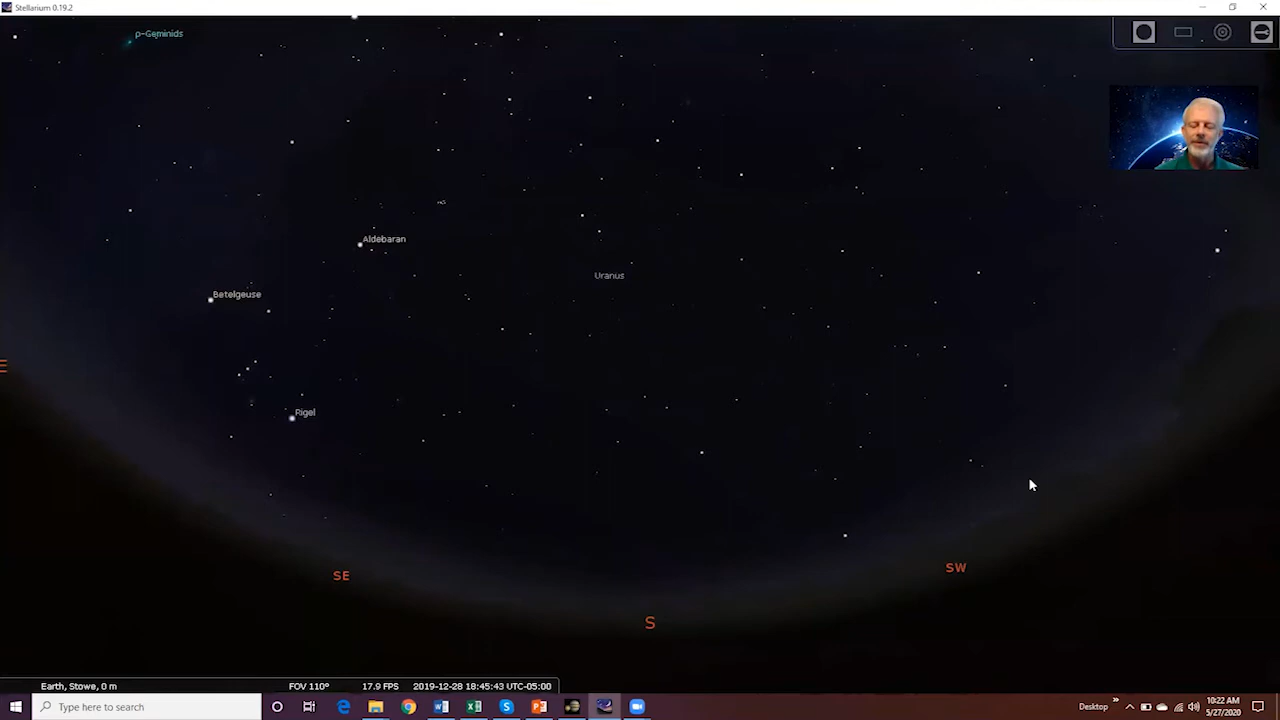 Stellarium 0.19.2
ρ-Geminids
Aldebaran
Uranus
Betelgeuse
Rigel
SE
SW
S
Earth, Stowe, 0 m
FOV 110°
17.9 FPS
2019-12-28 18:45:43 UTC-05:00
Type here to search
Desktop
10:22 AM
5/27/2020